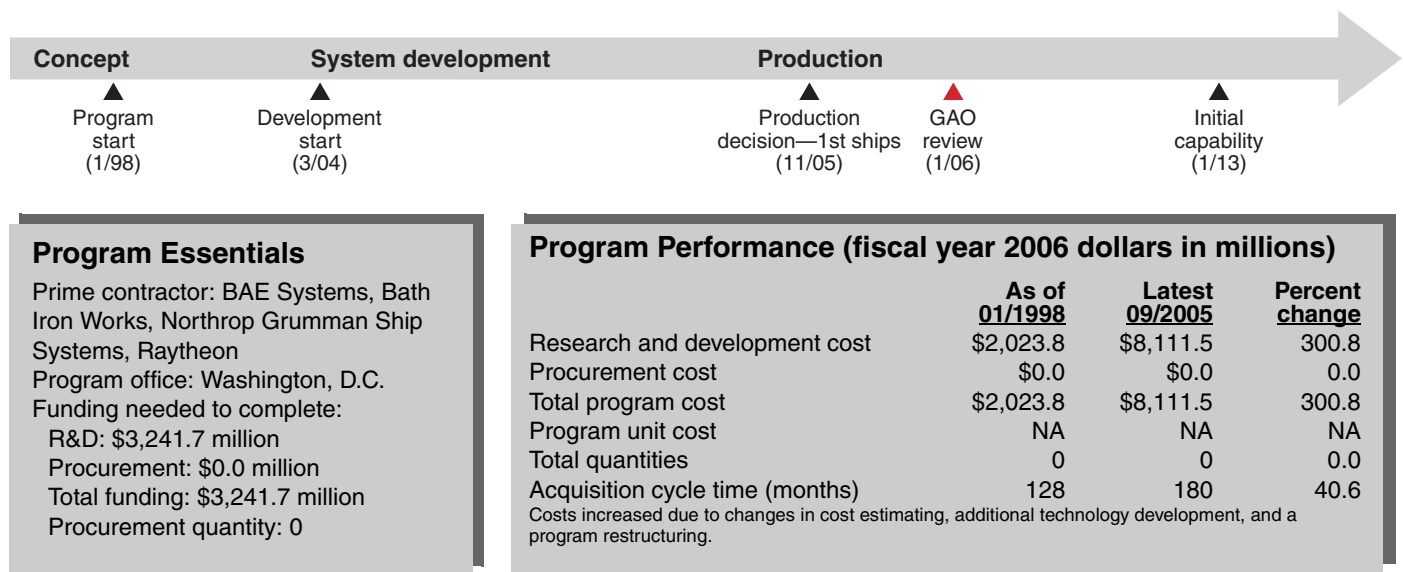 Concept System development Production
Program start (1/98)
Development start (3/04)
Production decision—1st ships (11/05)
GAO review (1/06)
Initial capability (1/13)
Program Essentials
Prime contractor: BAE Systems, Bath
Iron Works, Northrop Grumman Ship
Systems, Raytheon
Program office: Washington, D.C.
Funding needed to complete:
R&D: $3,241.7 million
Procurement: $0.0 million
Total funding: $3,241.7 million
Procurement quantity: 0
Program Performance (fiscal year 2006 dollars in millions)
As of Latest Percent
01/1998 09/2005 change
Research and development cost $2,023.8 $8,111.5 300.8
Procurement cost $0.0 $0.0 0.0
Total program cost $2,023.8 $8,111.5 300.8
Program unit cost NA NA NA
Total quantities 0 0 0.0
Acquisition cycle time (months) 128 180 40.6
Costs increased due to changes in cost estimating, additional technology development, and a
program restructuring.